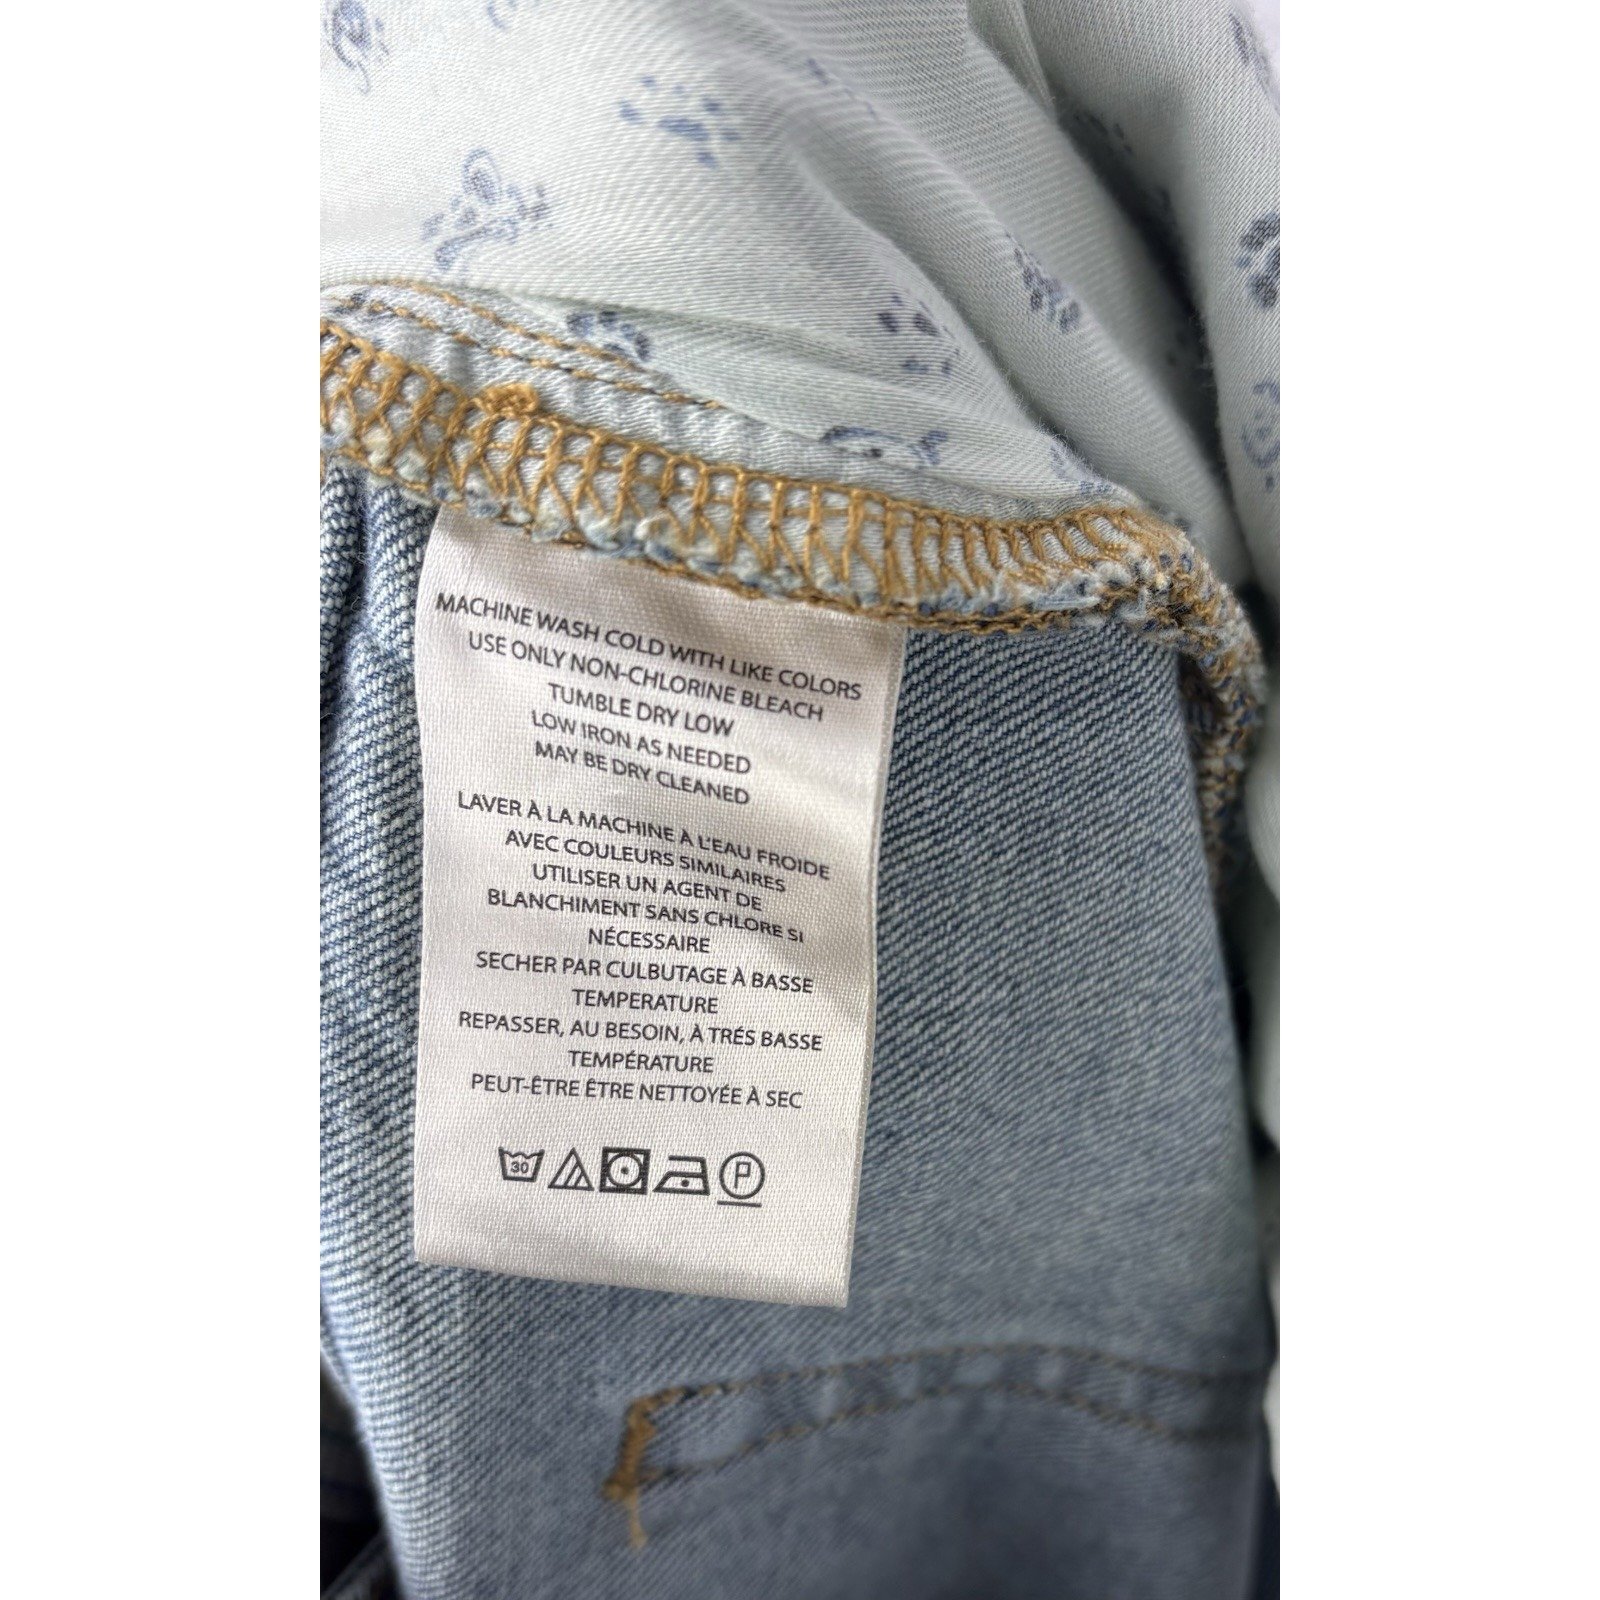 MACHINE WASH COLD WITH LIKE COLORS
USE ONLY NON-CHLORINE BLEACH
TUMBLE DRY LOW
LOW IRON AS NEEDED
MAY BE DRY CLEANED
LAVER À LA MACHINE À L'EAU FROIDE
AVEC COULEURS SIMILAIRES
UTILISER UN AGENT DE
BLANCHIMENT SANS CHLORE SI
NÉCESSAIRE
SECHER PAR CULBUTAGE À BASSE
TEMPERATURE
REPASSER, AU BESOIN, À TRÉS BASSE
TEMPÉRATURE
PEUT-ÊTRE ÊTRE NETTOYÉE À SEC
30 P